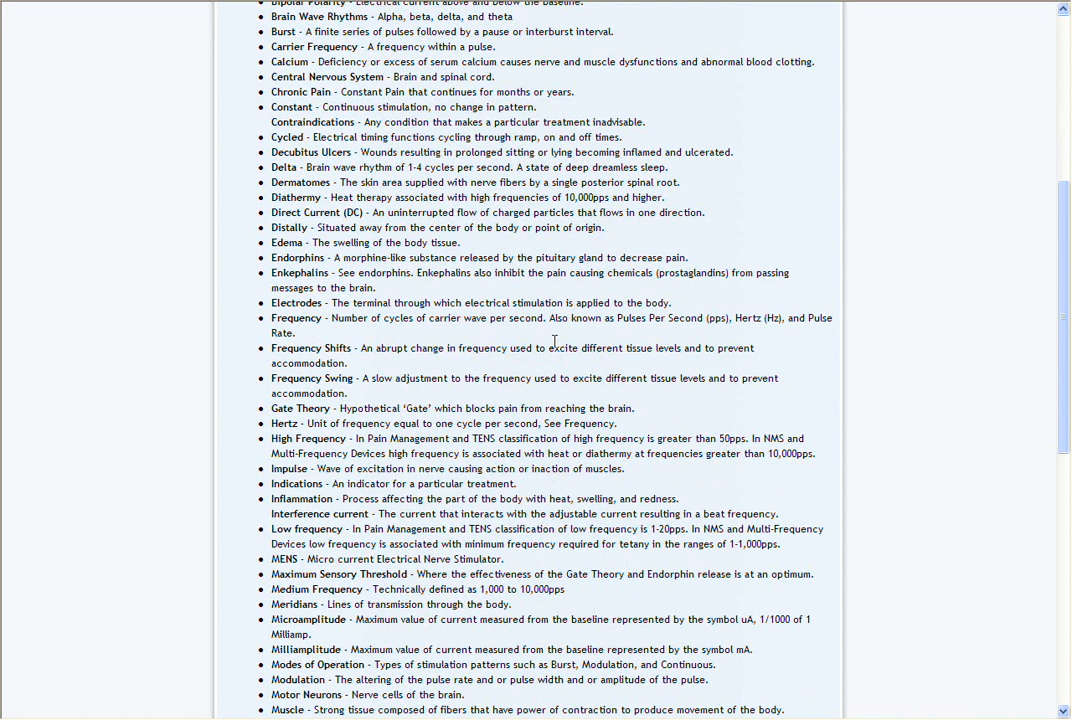 Bipolar Polarity - Electrical current above and below the baseline.
Brain Wave Rhythms - Alpha, beta, delta, and theta
Burst - A finite series of pulses followed by a pause or interburst interval.
Carrier Frequency - A frequency within a pulse.
Calcium - Deficiency or excess of serum calcium causes nerve and muscle dysfunctions and abnormal blood clotting.
Central Nervous System - Brain and spinal cord.
Chronic Pain - Constant Pain that continues for months or years.
Constant - Continuous stimulation, no change in pattern.
Contraindications - Any condition that makes a particular treatment inadvisable.
Cycled - Electrical timing functions cycling through ramp, on and off times.
Decubitus Ulcers - Wounds resulting in prolonged sitting or lying becoming inflamed and ulcerated.
Delta - Brain wave rhythm of 1-4 cycles per second. A state of deep dreamless sleep.
Dermatomes - The skin area supplied with nerve fibers by a single posterior spinal root.
Diathermy - Heat therapy associated with high frequencies of 10,000pps and higher.
Direct Current (DC) - An uninterrupted flow of charged particles that flows in one direction.
Distally - Situated away from the center of the body or point of origin.
Edema - The swelling of the body tissue.
Endorphins - A morphine-like substance released by the pituitary gland to decrease pain.
Enkephalins - See endorphins. Enkephalins also inhibit the pain causing chemicals (prostaglandins) from passing
messages to the brain.
Electrodes - The terminal through which electrical stimulation is applied to the body.
Frequency - Number of cycles of carrier wave per second. Also known as Pulses Per Second (pps), Hertz (Hz), and Pulse
Rate.
Frequency Shifts - An abrupt change in frequency used to excite different tissue levels and to prevent
accommodation.
Frequency Swing - A slow adjustment to the frequency used to excite different tissue levels and to prevent
accommodation.
Gate Theory - Hypothetical ‘Gate’ which blocks pain from reaching the brain.
Hertz - Unit of frequency equal to one cycle per second, See Frequency.
High Frequency - In Pain Management and TENS classification of high frequency is greater than 50pps. In NMS and
Multi-Frequency Devices high frequency is associated with heat or diathermy at frequencies greater than 10,000pps.
Impulse - Wave of excitation in nerve causing action or inaction of muscles.
Indications - An indicator for a particular treatment.
Inflammation - Process affecting the part of the body with heat, swelling, and redness.
Interference current - The current that interacts with the adjustable current resulting in a beat frequency.
Low frequency - In Pain Management and TENS classification of low frequency is 1-20pps. In NMS and Multi-Frequency
Devices low frequency is associated with minimum frequency required for tetany in the ranges of 1-1,000pps.
MENS - Micro current Electrical Nerve Stimulator.
Maximum Sensory Threshold - Where the effectiveness of the Gate Theory and Endorphin release is at an optimum.
Medium Frequency - Technically defined as 1,000 to 10,000pps
Meridians - Lines of transmission through the body.
Microamplitude - Maximum value of current measured from the baseline represented by the symbol uA, 1/1000 of 1
Milliamp.
Milliamplitude - Maximum value of current measured from the baseline represented by the symbol mA.
Modes of Operation - Types of stimulation patterns such as Burst, Modulation, and Continuous.
Modulation - The altering of the pulse rate and or pulse width and or amplitude of the pulse.
Motor Neurons - Nerve cells of the brain.
Muscle - Strong tissue composed of fibers that have power of contraction to produce movement of the body.